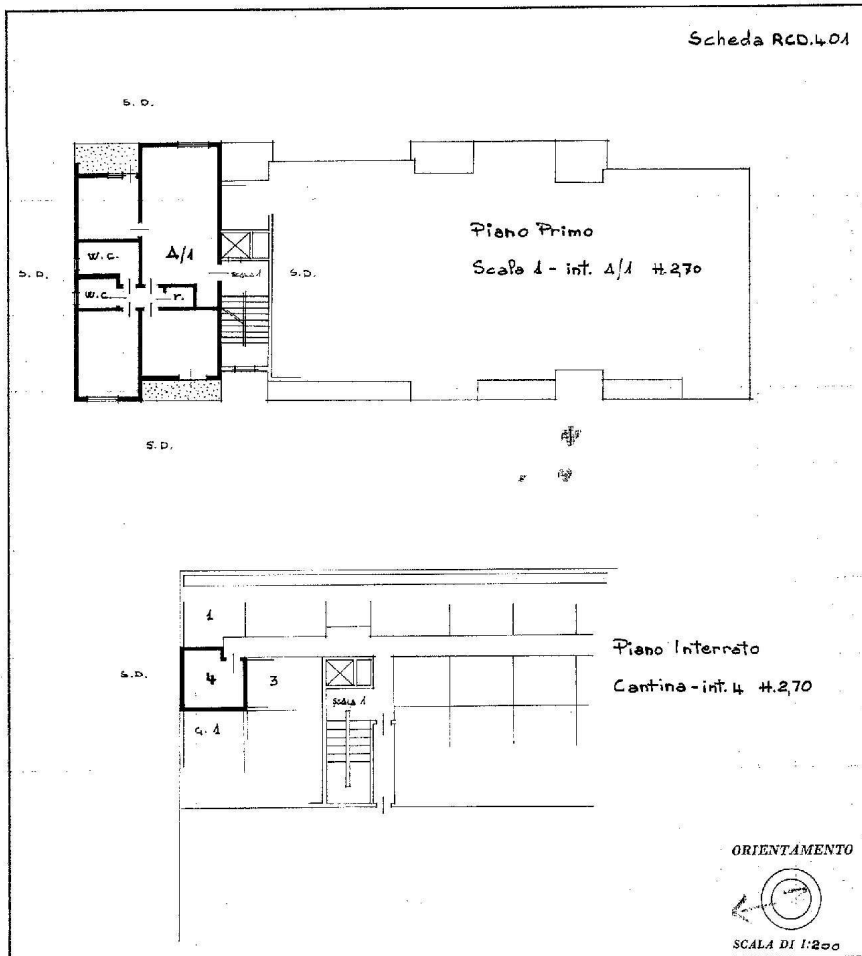 Scheda RCD.401
S. D.
Piano Primo
W.C.
A/1
S. D.
SCALA 1
S. D.
Scala 1 - int. A/1 H.2,70
W.C.
r.
S. D.
1
Piano Interrato
S. D.
4
3
Cantina - int. 4 H.2,70
SCALA 1
G. 1
ORIENTAMENTO
SCALA DI 1:200